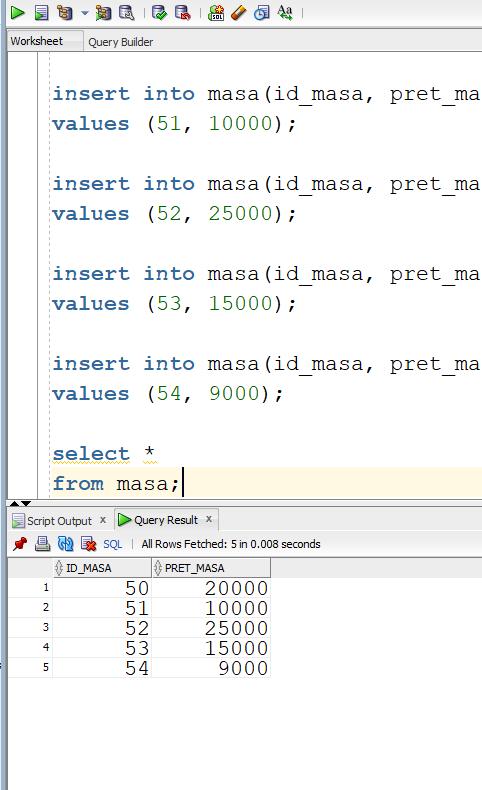 SQL
Aa
Worksheet Query Builder
insert into masa(id_masa, pret_ma
values (51, 10000);
insert into masa(id_masa, pret_ma
values (52, 25000);
insert into masa(id_masa, pret_ma
values (53, 15000);
insert into masa(id_masa, pret_ma
values (54, 9000);
select *
from masa;
Script Output x Query Result x
SQL | All Rows Fetched: 5 in 0.008 seconds
ID_MASA PRET_MASA
1 50 20000
2 51 10000
3 52 25000
4 53 15000
5 54 9000